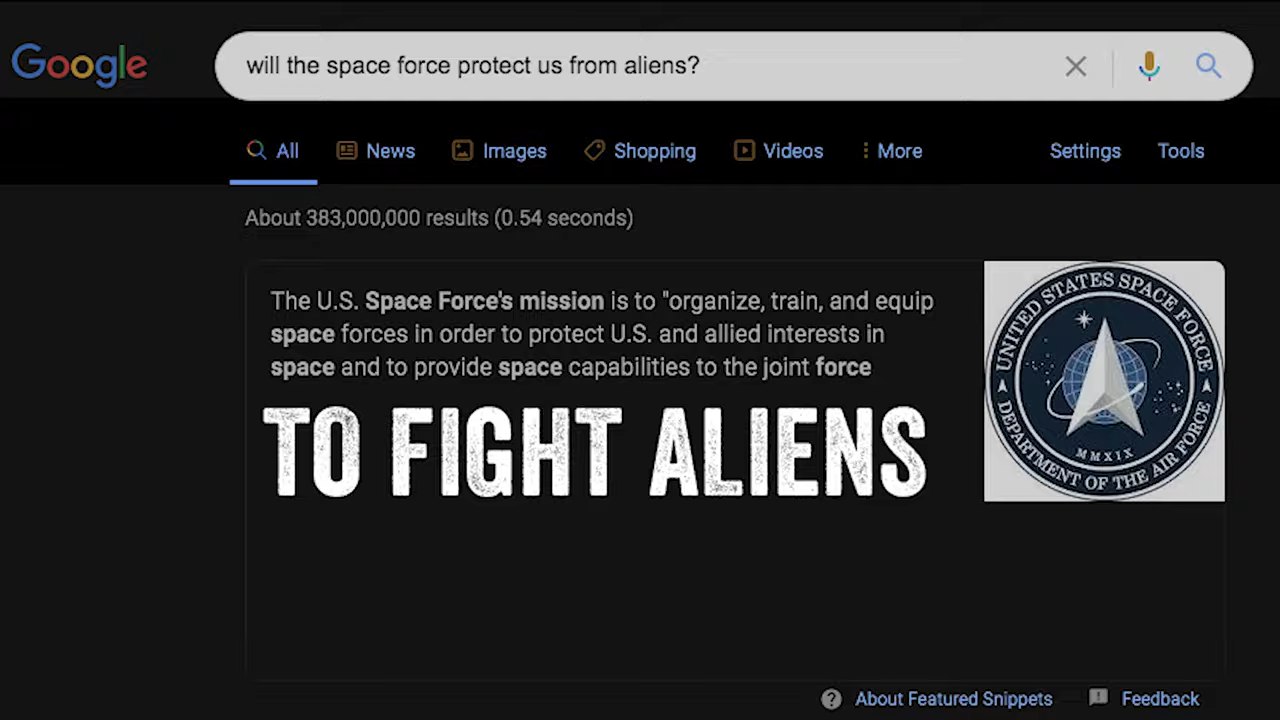 Google
will the space force protect us from aliens?
All News Images Shopping Videos More Settings Tools
About 383,000,000 results (0.54 seconds)
The U.S. Space Force's mission is to "organize, train, and equip
space forces in order to protect U.S. and allied interests in
space and to provide space capabilities to the joint force
TO FIGHT ALIENS
UNITED STATES SPACE FORCE
MMXIX
DEPARTMENT OF THE AIR FORCE
About Featured Snippets Feedback